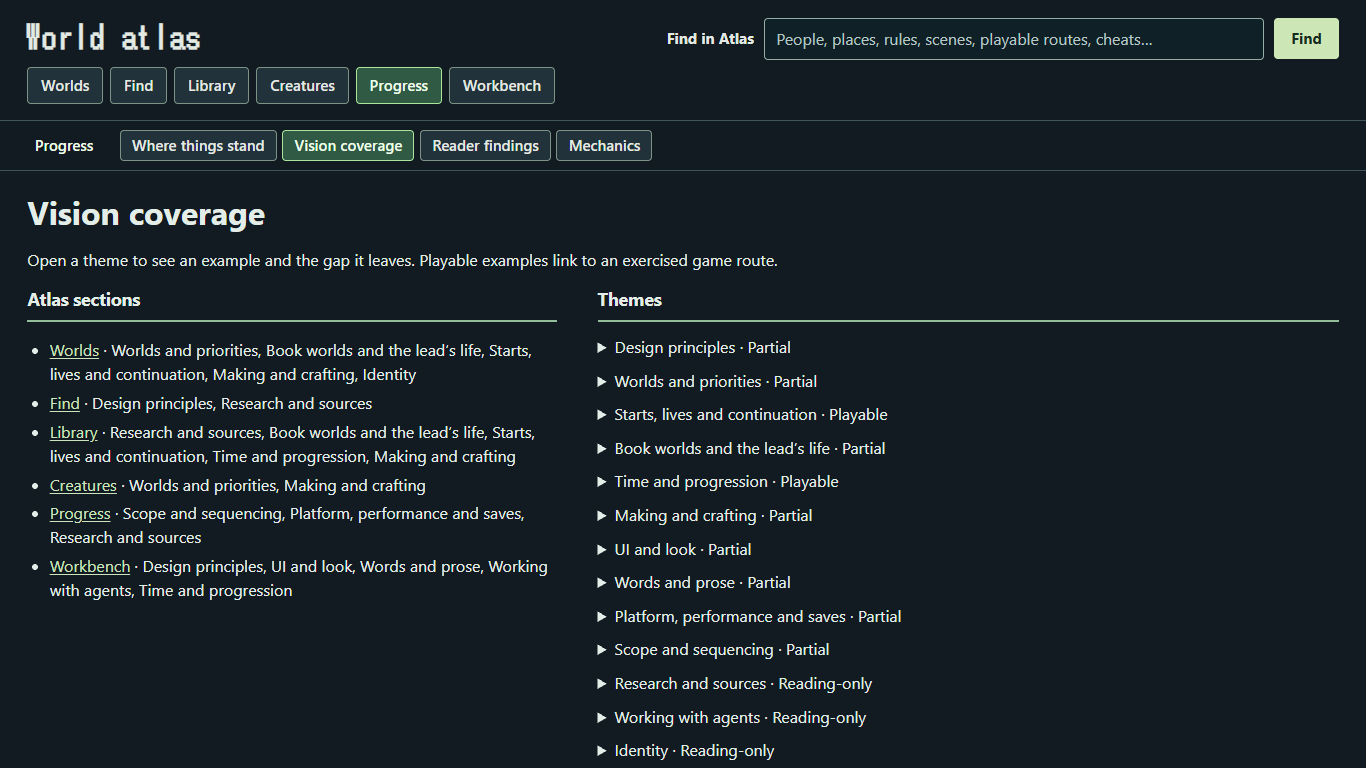 World atlas
Find in Atlas
People, places, rules, scenes, playable routes, cheats...
Find
Worlds
Find
Library
Creatures
Progress
Workbench
Progress
Where things stand
Vision coverage
Reader findings
Mechanics
Vision coverage
Open a theme to see an example and the gap it leaves. Playable examples link to an exercised game route.
Atlas sections
Worlds · Worlds and priorities, Book worlds and the lead's life, Starts,
lives and continuation, Making and crafting, Identity
Find · Design principles, Research and sources
Library · Research and sources, Book worlds and the lead's life, Starts,
lives and continuation, Time and progression, Making and crafting
Creatures · Worlds and priorities, Making and crafting
Progress · Scope and sequencing, Platform, performance and saves,
Research and sources
Workbench · Design principles, UI and look, Words and prose, Working
with agents, Time and progression
Themes
Design principles · Partial
Worlds and priorities · Partial
Starts, lives and continuation · Playable
Book worlds and the lead's life · Partial
Time and progression · Playable
Making and crafting · Partial
UI and look · Partial
Words and prose · Partial
Platform, performance and saves · Partial
Scope and sequencing · Partial
Research and sources · Reading-only
Working with agents · Reading-only
Identity · Reading-only